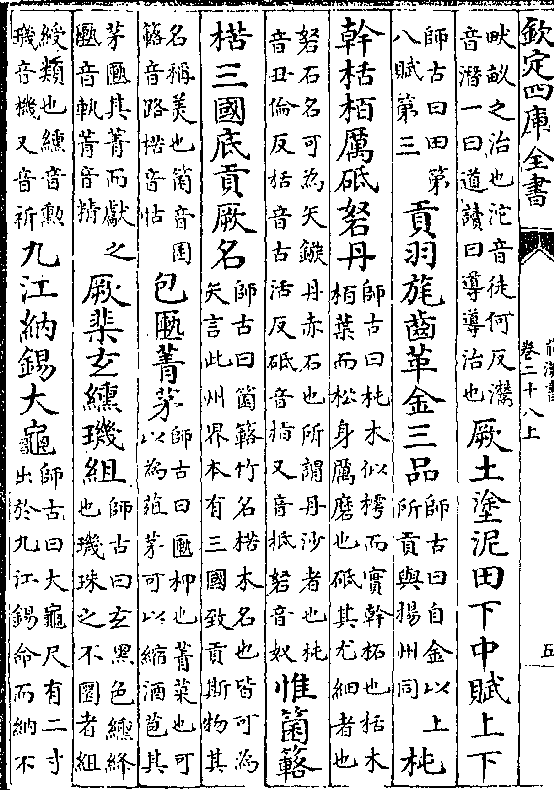 欽定四庫全書
前漢書
卷二十八上
五
畎畝之治也沱音徒何反灊
音潛一曰道讀曰導導治也
厥土塗泥田下中賦上下
師古曰田第
八賦第三
貢羽旄齒革金三品
師古曰自金以上
所貢與揚州同
杶
幹栝栢厲砥砮丹
師古曰杶木似樗而實幹柘也栝木
栢葉而松身厲磨也砥其尤細者也
砮石名可為矢鏃丹赤石也所謂丹沙者也杶
音丑倫反栝音古活反砥音指又音抵砮音奴
惟箘簬
楛三國底貢厥名
師古曰箘簬竹名楛木名也皆可為
矢言此州界本有三國致貢斯物其
名稱美也箘音囷
簬音路楛音怙
包匭菁茅
師古曰匭柙也菁菜也可
以為菹茅可以縮酒苞其
茅匭其菁而獻之
匭音軌菁音精
厥棐玄纁璣組
師古曰玄黑色纁絳
也璣珠之不圜者組
綬類也纁音勳
璣音機又音祈
九江納錫大龜
師古曰大龜尺有二寸
出於九江錫命而納不